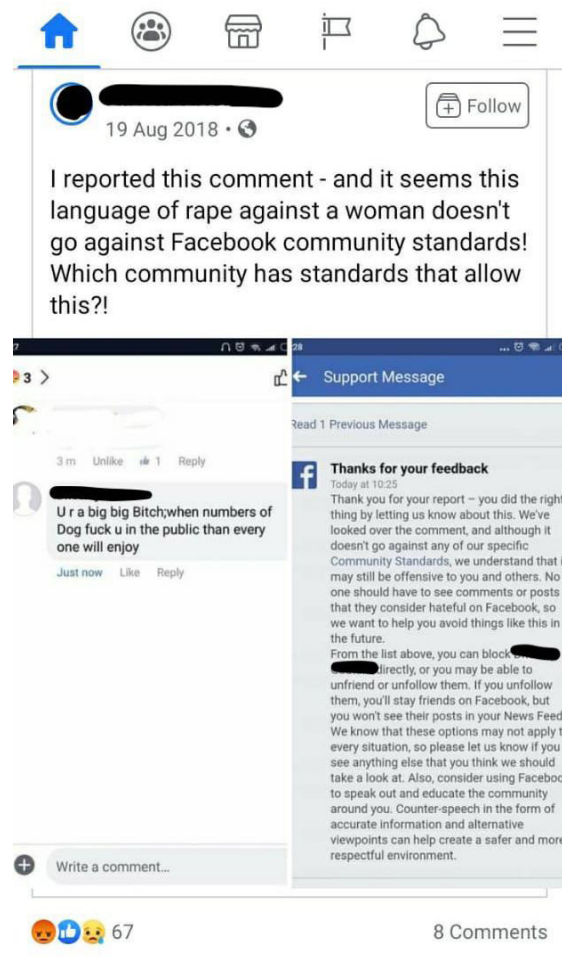 Follow
19 Aug 2018 •
I reported this comment - and it seems this
language of rape against a woman doesn't
go against Facebook community standards!
Which community has standards that allow
this?!
7
3 >
3 m Unlike 1 Reply
U r a big big Bitch;when numbers of
Dog fuck u in the public than every
one will enjoy
Just now Like Reply
Write a comment...
28
Support Message
Read 1 Previous Message
Thanks for your feedback
Today at 10:25
Thank you for your report – you did the right
thing by letting us know about this. We've
looked over the comment, and although it
doesn't go against any of our specific
Community Standards, we understand that i
may still be offensive to you and others. No
one should have to see comments or posts
that they consider hateful on Facebook, so
we want to help you avoid things like this in
the future.
From the list above, you can block
directly, or you may be able to
unfriend or unfollow them. If you unfollow
them, you'll stay friends on Facebook, but
you won't see their posts in your News Feed
We know that these options may not apply t
every situation, so please let us know if you
see anything else that you think we should
take a look at. Also, consider using Faceboo
to speak out and educate the community
around you. Counter-speech in the form of
accurate information and alternative
viewpoints can help create a safer and more
respectful environment.
67
8 Comments